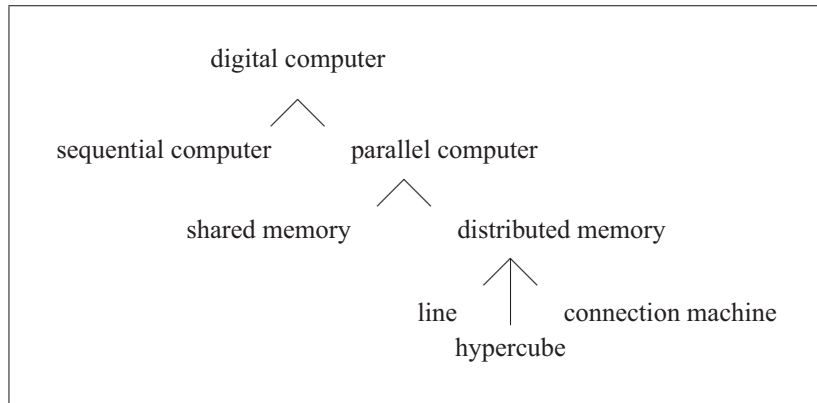 digital computer
sequential computer parallel computer
shared memory distributed memory
line connection machine
hypercube